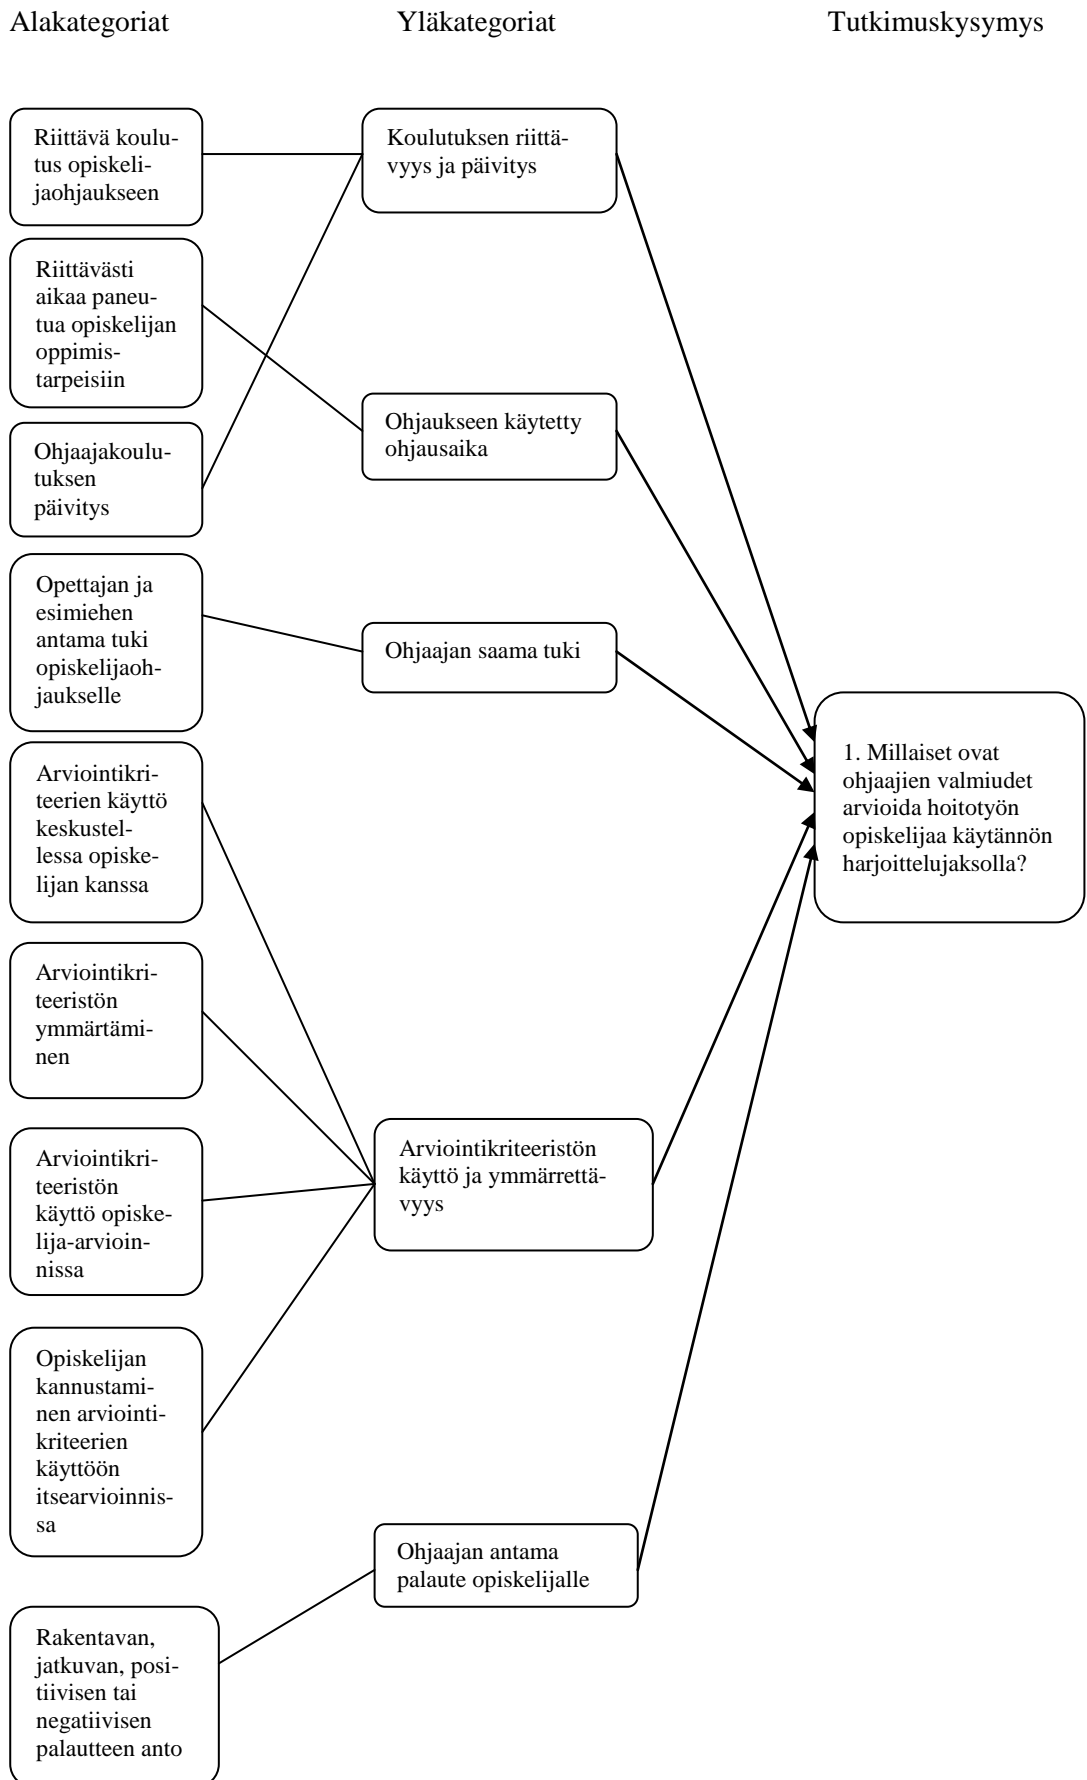 Alakategoriat
Yläkategoriat
Tutkimuskysymys
Riittävä koulu-
tus opiskeli-
jaohjaukseen
Riittävästi
aikaa paneu-
tua opiskelijan
oppimis-
tarpeisiin
Ohjaajakoulu-
tuksen
päivitys
Opettajan ja
esimiehen
antama tuki
opiskelijaoh-
jaukselle
Arviointikri-
teerien käyttö
keskustel-
lessa opiske-
lijan kanssa
Arviointikri-
teeristön
ymmärtämi-
nen
Arviointikri-
teeristön
käyttö opiske-
lija-arvioin-
nissa
Opiskelijan
kannustami-
nen arviointi-
kriteerien
käyttöön
itsearvioinnis-
sa
Rakentavan,
jatkuvan, posi-
tiivisen tai
negatiivisen
palautteen anto
Koulutuksen riittä-
vyys ja päivitys
Ohjaukseen käytetty
ohjausaika
Ohjaajan saama tuki
Arviointikriteeristön
käyttö ja ymmärrettä-
vyys
Ohjaajan antama
palaute opiskelijalle
1. Millaiset ovat
ohjaajien valmiudet
arvioida hoitotyön
opiskelijaa käytännön
harjoittelujaksolla?